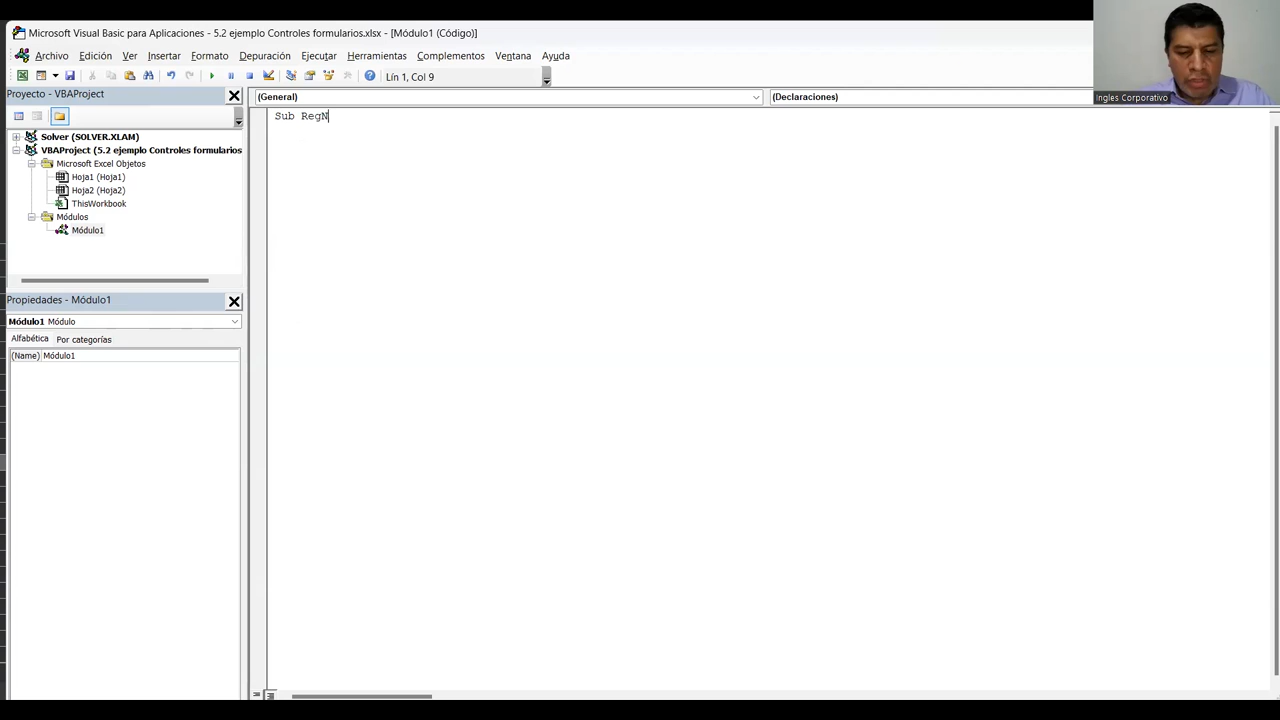 Microsoft Visual Basic para Aplicaciones - 5.2 ejemplo Controles formularios.xlsx - [Módulo1 (Código)]
Archivo Edición Ver Insertar Formato Depuración Ejecutar Herramientas Complementos Ventana Ayuda
Lín 1, Col 9
Ingles Corporativo
Proyecto - VBAProject
(General)
(Declaraciones)
Sub RegN
Solver (SOLVER.XLAM)
VBAProject (5.2 ejemplo Controles formularios
Microsoft Excel Objetos
Hoja1 (Hoja1)
Hoja2 (Hoja2)
ThisWorkbook
Módulos
Módulo1
Propiedades - Módulo1
Módulo1 Módulo
Alfabética Por categorías
(Name) Módulo1